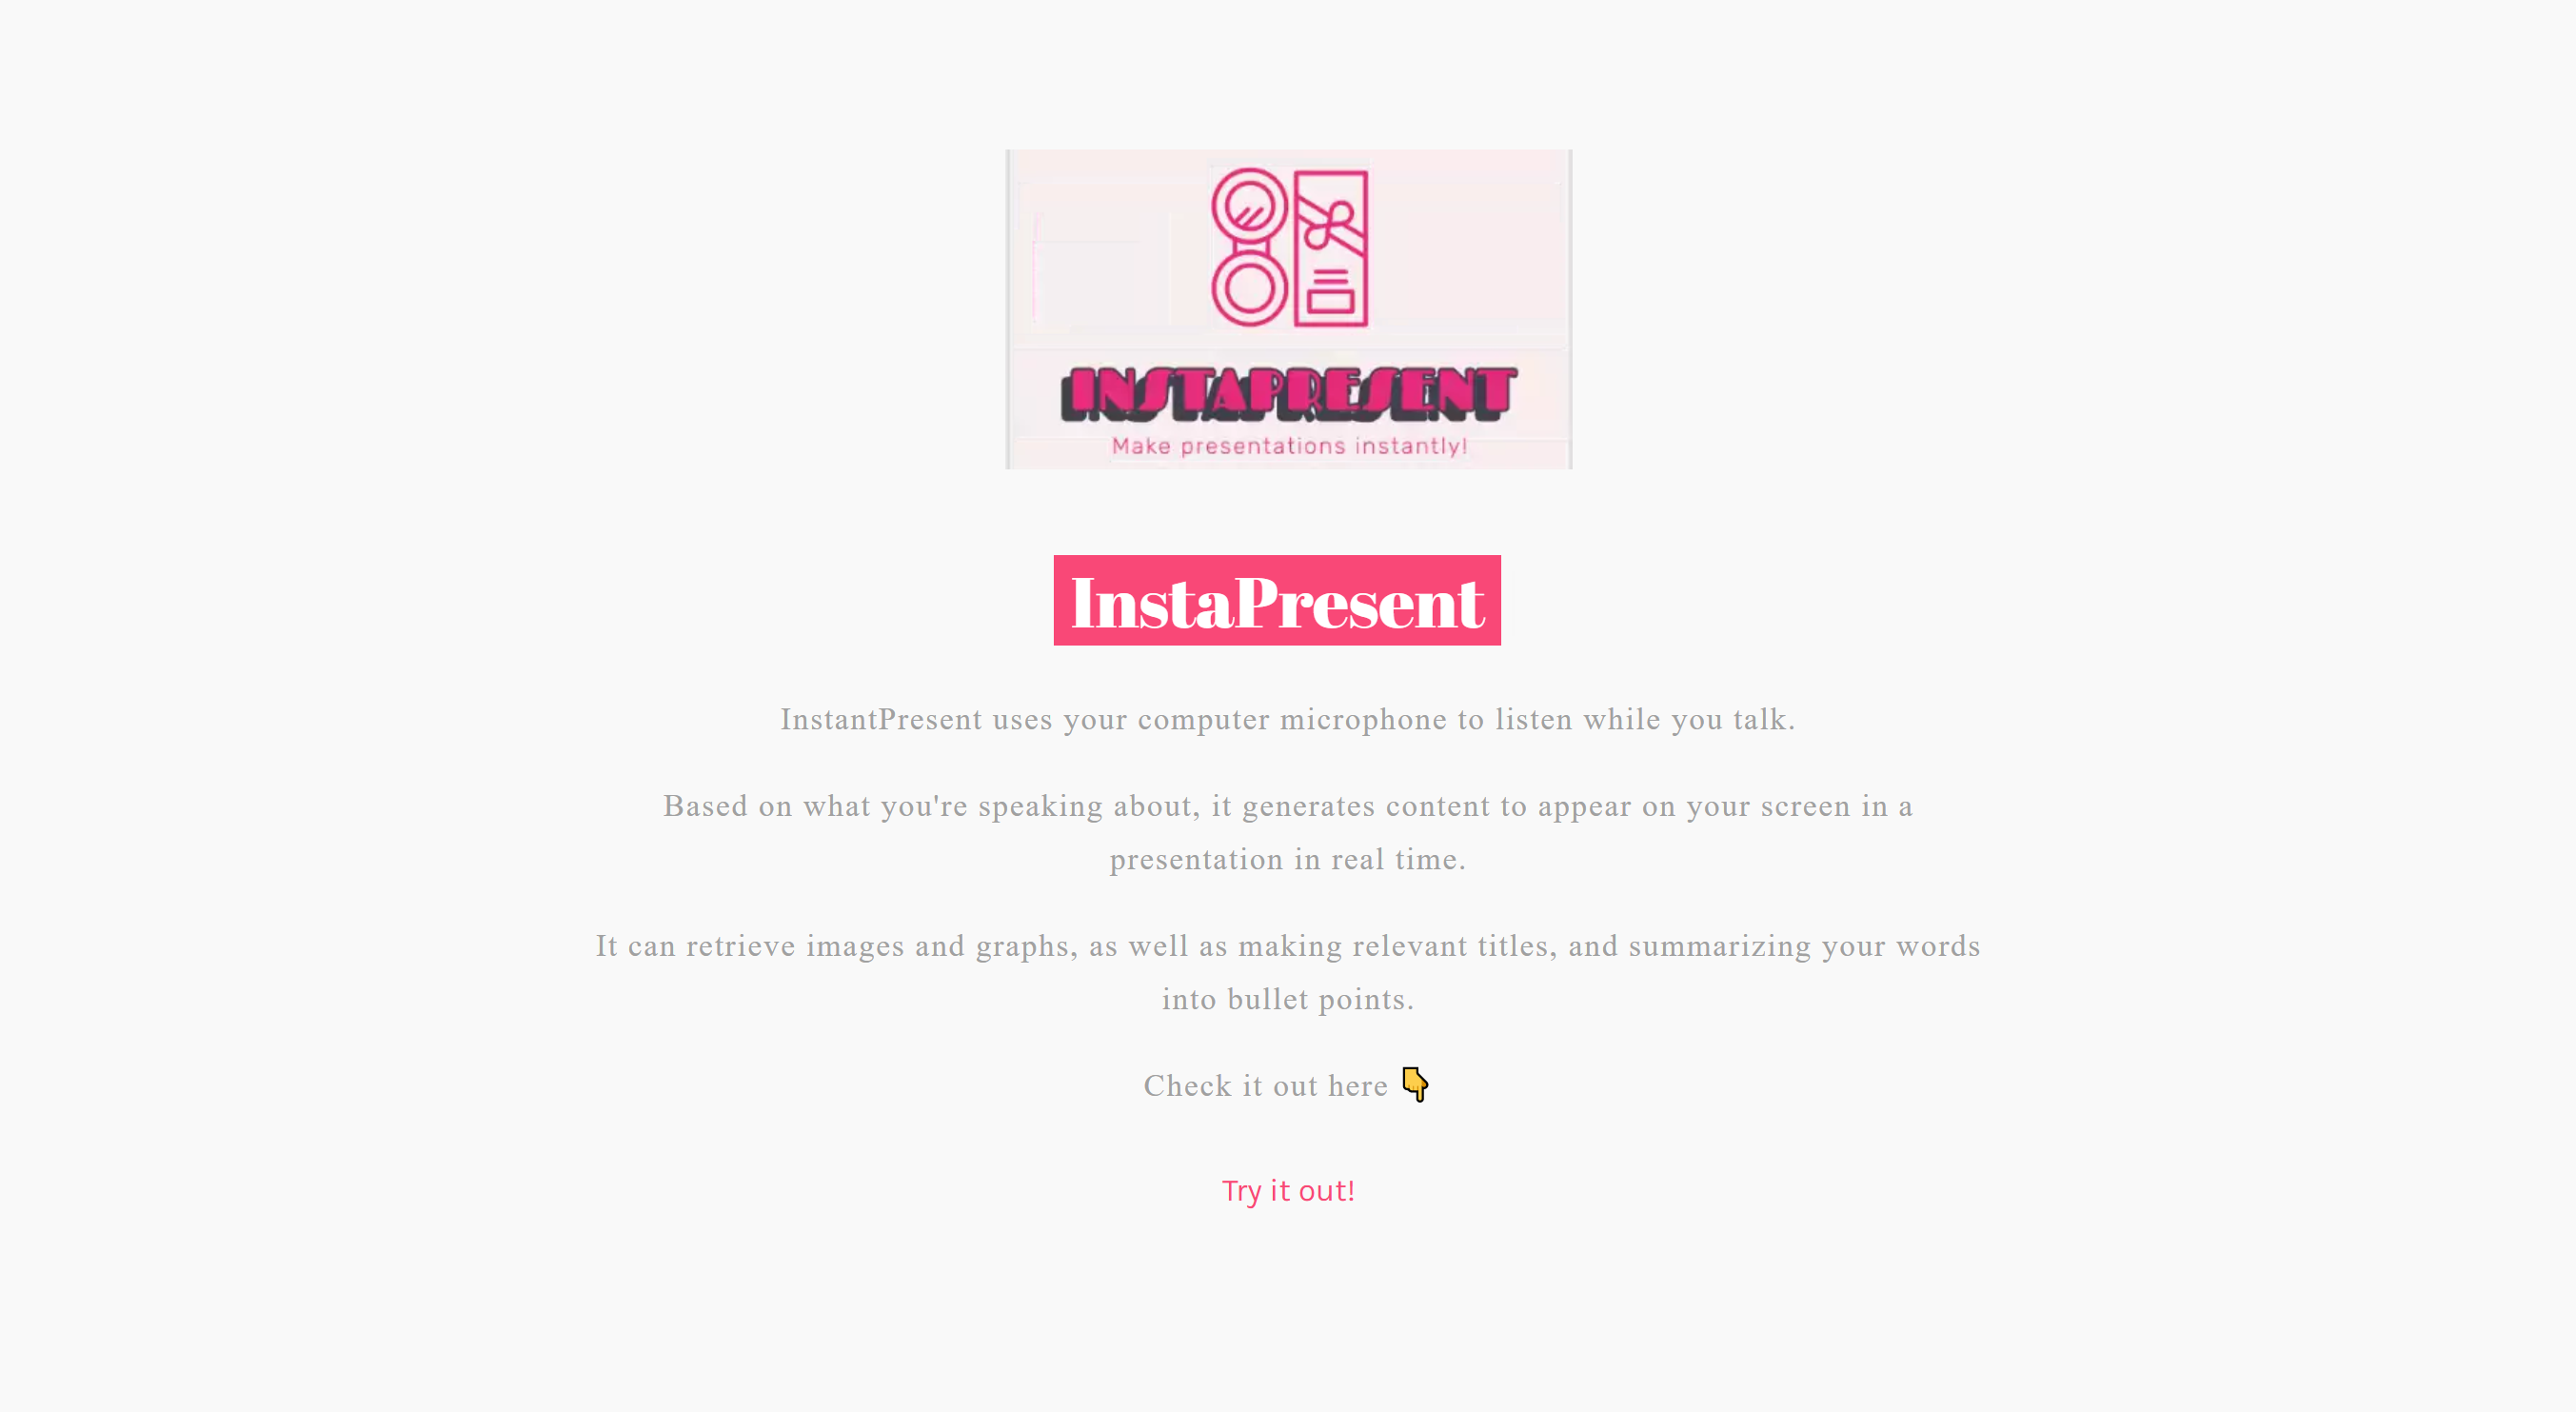 INSTAPRESENT
Make presentations instantly!
InstaPresent
InstantPresent uses your computer microphone to listen while you talk.
Based on what you're speaking about, it generates content to appear on your screen in a
presentation in real time.
It can retrieve images and graphs, as well as making relevant titles, and summarizing your words
into bullet points.
Check it out here 👇
Try it out!